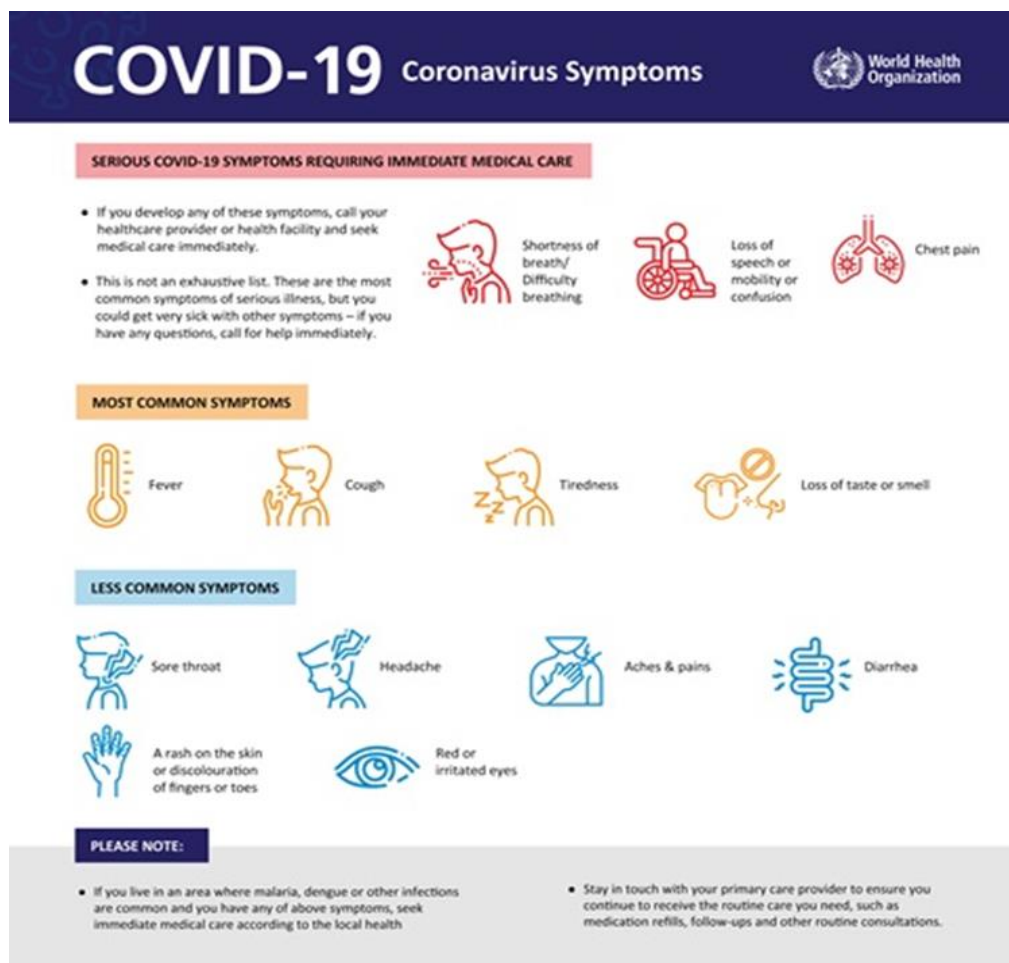 COVID-19 Coronavirus Symptoms
World Health
Organization
SERIOUS COVID-19 SYMPTOMS REQUIRING IMMEDIATE MEDICAL CARE
• If you develop any of these symptoms, call your
healthcare provider or health facility and seek
medical care immediately.
• This is not an exhaustive list. These are the most
common symptoms of serious illness, but you
could get very sick with other symptoms – if you
have any questions, call for help immediately.
Shortness of
breath/
Difficulty
breathing
Loss of
speech or
mobility or
confusion
Chest pain
MOST COMMON SYMPTOMS
Fever
Cough
Tiredness
Loss of taste or smell
LESS COMMON SYMPTOMS
Sore throat
Headache
Aches & pains
Diarrhea
A rash on the skin
or discolouration
of fingers or toes
Red or
irritated eyes
PLEASE NOTE:
• If you live in an area where malaria, dengue or other infections
are common and you have any of above symptoms, seek
immediate medical care according to the local health
• Stay in touch with your primary care provider to ensure you
continue to receive the routine care you need, such as
medication refills, follow-ups and other routine consultations.